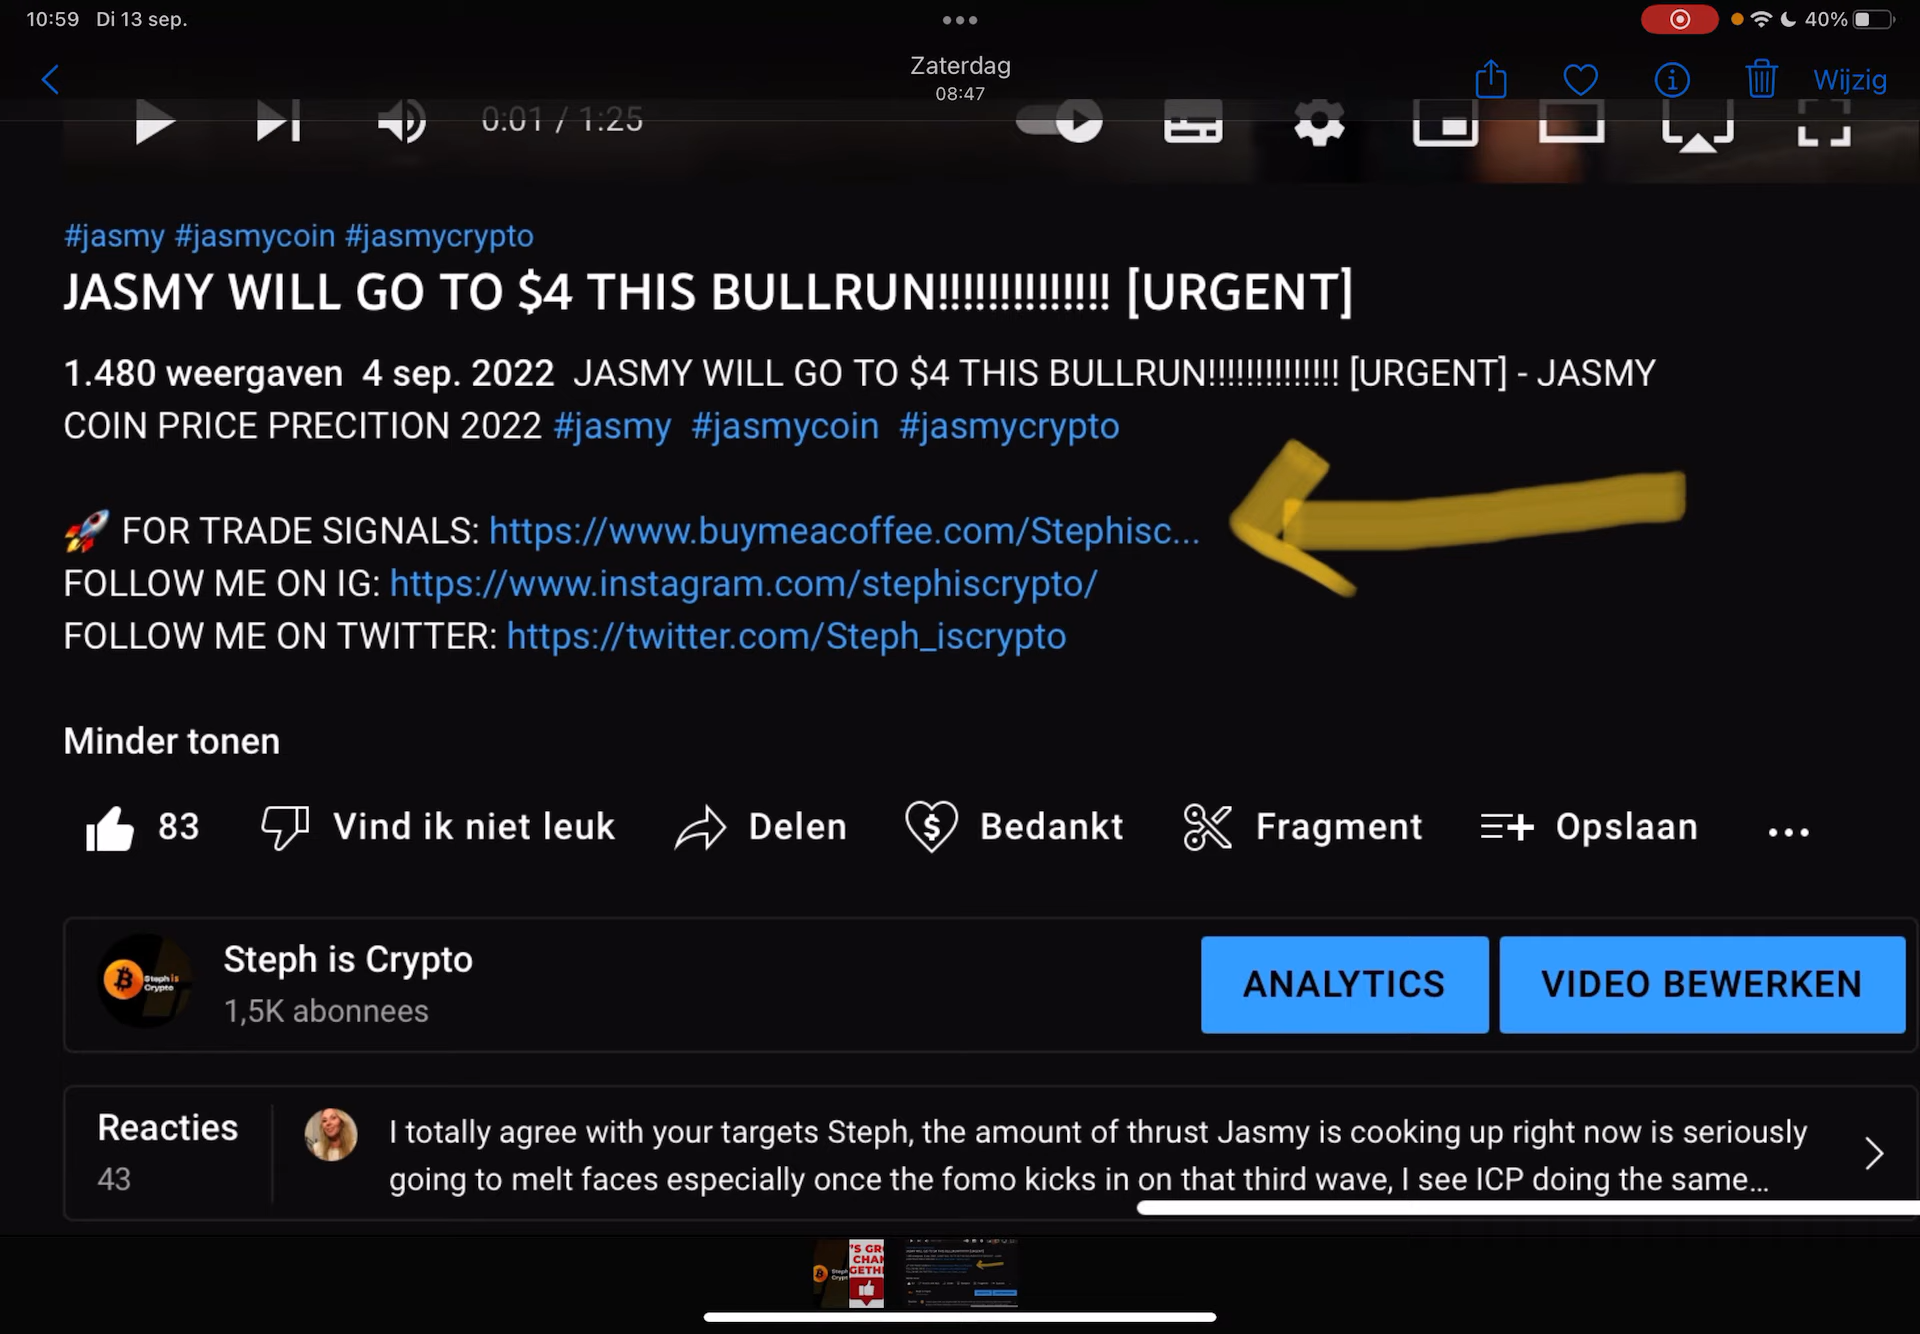 10:59 Di 13 sep.
40%
Zaterdag
08:47
Wijzig
0:01 / 1:25
#jasmy #jasmycoin #jasmycrypto
JASMY WILL GO TO $4 THIS BULLRUN!!!!!!!!!!!!!! [URGENT]
1.480 weergaven 4 sep. 2022 JASMY WILL GO TO $4 THIS BULLRUN!!!!!!!!!!!!!! [URGENT] - JASMY
COIN PRICE PRECITION 2022 #jasmy #jasmycoin #jasmycrypto
🚀 FOR TRADE SIGNALS: https://www.buymeacoffee.com/Stephisc...
FOLLOW ME ON IG: https://www.instagram.com/stephiscrypto/
FOLLOW ME ON TWITTER: https://twitter.com/Steph_iscrypto
Minder tonen
83 Vind ik niet leuk Delen Bedankt Fragment Opslaan
Steph is Crypto
Steph is Crypto
1,5K abonnees
ANALYTICS VIDEO BEWERKEN
Reacties
43
I totally agree with your targets Steph, the amount of thrust Jasmy is cooking up right now is seriously
going to melt faces especially once the fomo kicks in on that third wave, I see ICP doing the same...